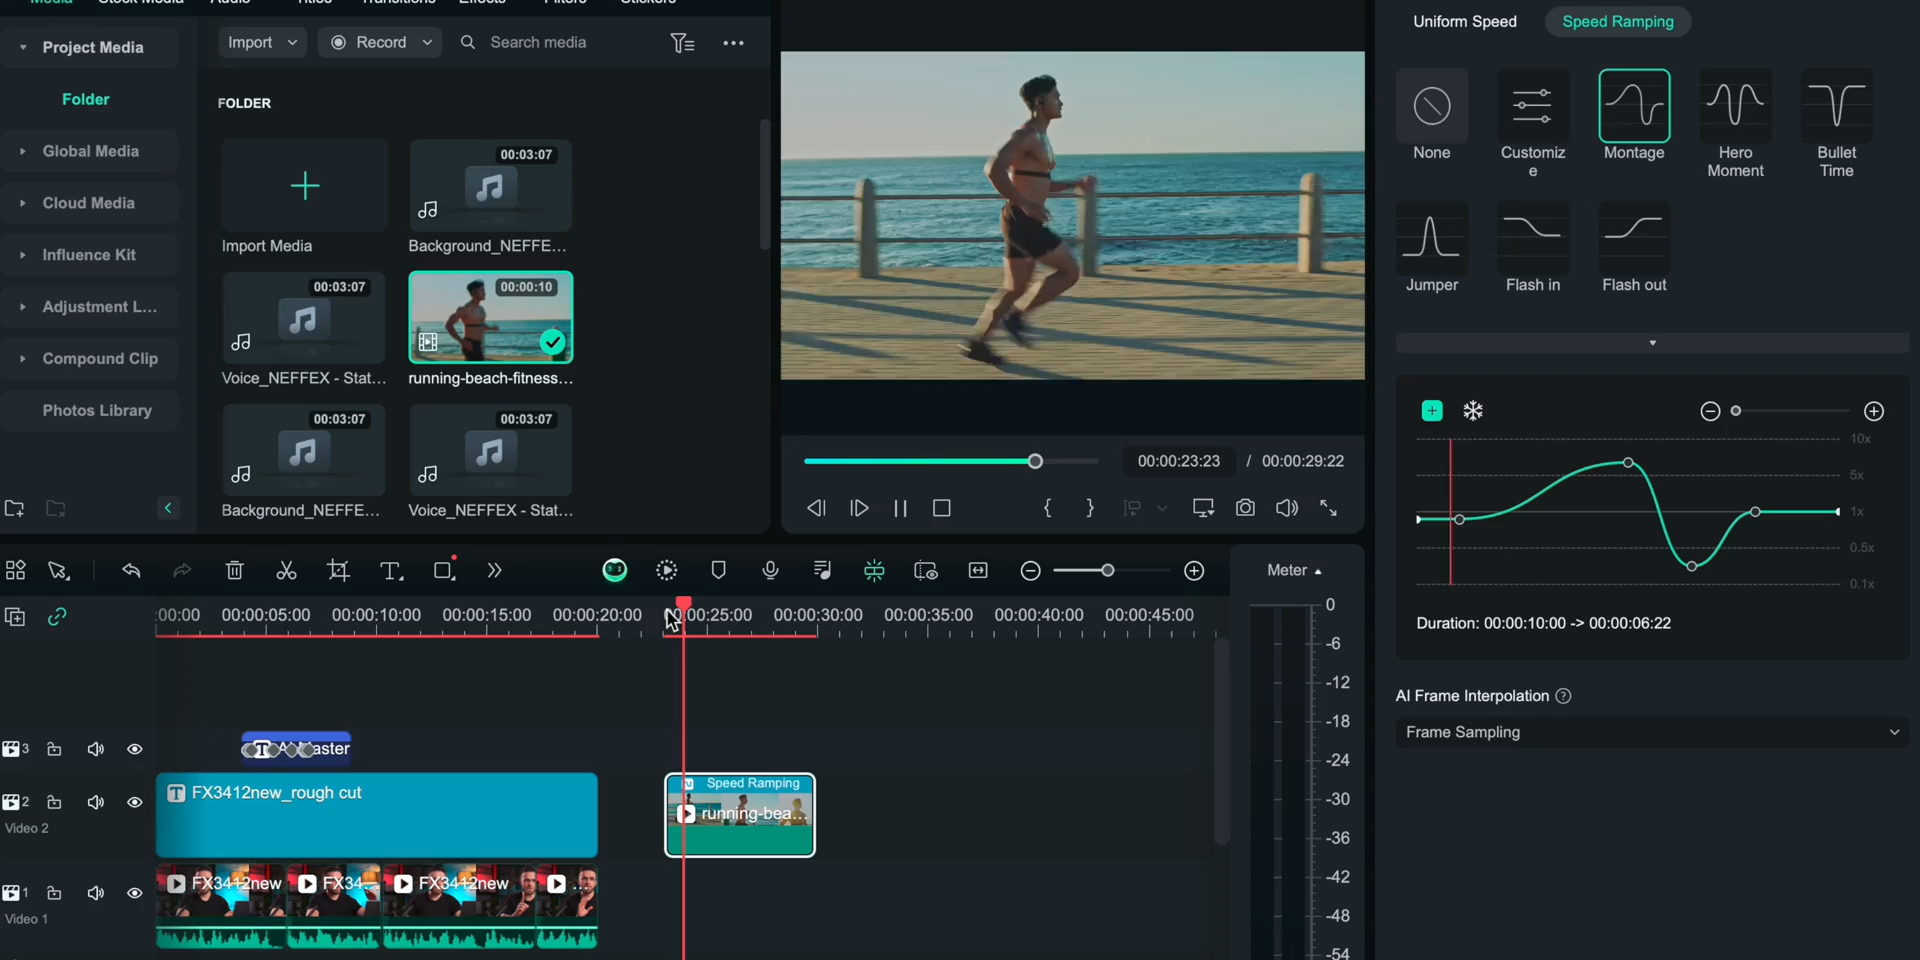 Media Stock Media Audio Titles Transitions Effects Filters Stickers
Project Media
Folder
Global Media
Cloud Media
Influence Kit
Adjustment L...
Compound Clip
Photos Library
Import
Record
Search media
FOLDER
Import Media
00:03:07
Background_NEFFE...
00:03:07
Voice_NEFFEX - Stat...
00:00:10
running-beach-fitness...
00:03:07
Background_NEFFE...
00:03:07
Voice_NEFFEX - Stat...
00:00:23:23 / 00:00:29:22
Uniform Speed
Speed Ramping
None
Customiz
e
Montage
Hero
Moment
Bullet
Time
Jumper
Flash in
Flash out
10x
5x
1x
0.5x
0.1x
Duration: 00:00:10:00 -> 00:00:06:22
AI Frame Interpolation
Frame Sampling
:00:00 00:00:05:00 00:00:10:00 00:00:15:00 00:00:20:00 00:00:25:00 00:00:30:00 00:00:35:00 00:00:40:00 00:00:45:00
3
2
Video 2
FX3412new_rough cut
Speed Ramping
running-bea...
1
Video 1
FX3412new
FX34...
FX3412new
...
Meter
0
-6
-12
-18
-24
-30
-36
-42
-48
-54